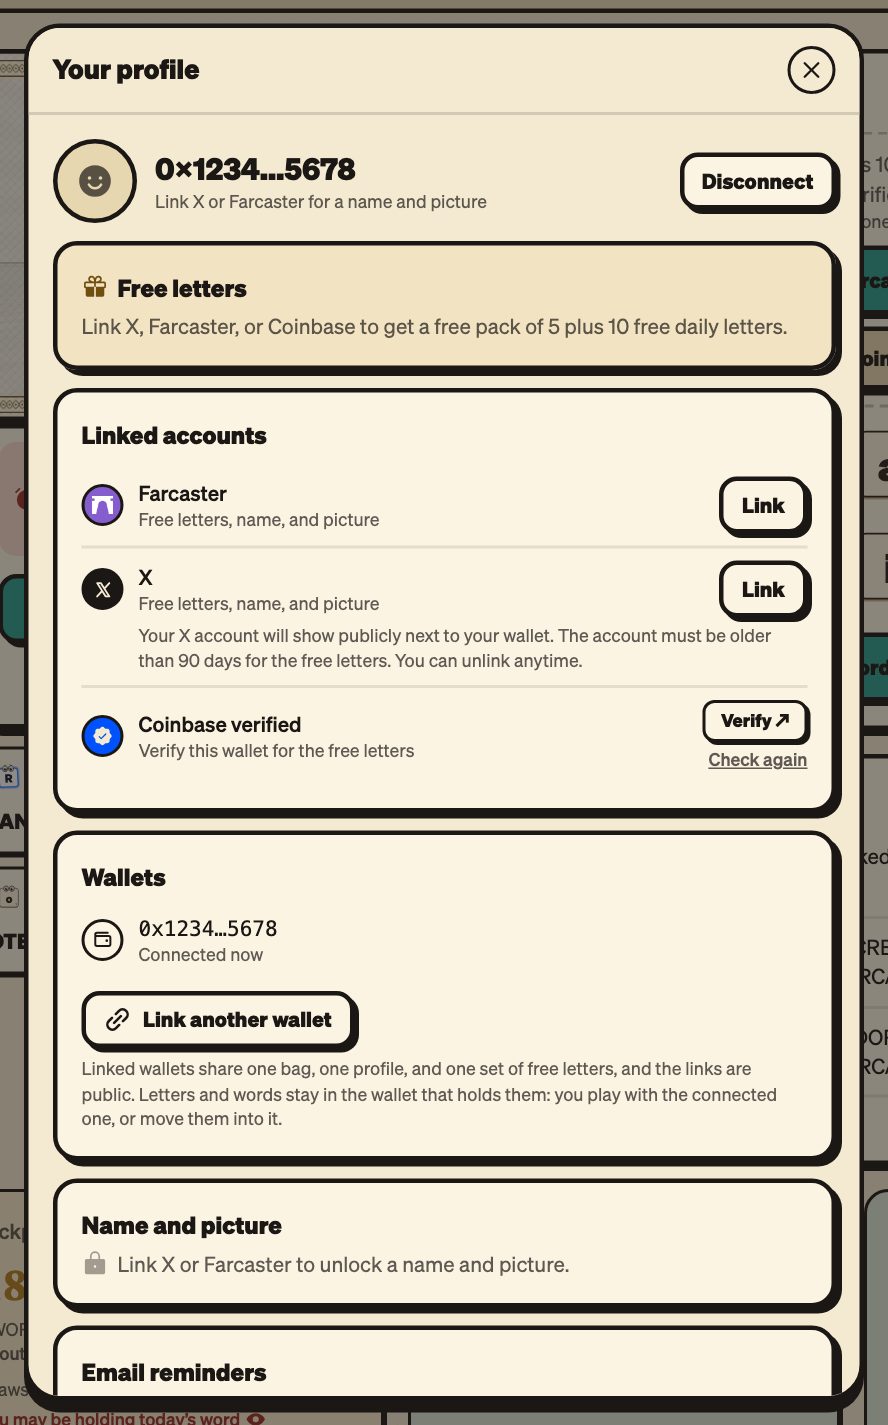 Your profile
0×1234...5678
Link X or Farcaster for a name and picture
Disconnect
Free letters
Link X, Farcaster, or Coinbase to get a free pack of 5 plus 10 free daily letters.
Linked accounts
Farcaster
Free letters, name, and picture
Link
X
Free letters, name, and picture
Link
Your X account will show publicly next to your wallet. The account must be older
than 90 days for the free letters. You can unlink anytime.
Coinbase verified
Verify this wallet for the free letters
Verify ↗
Check again
Wallets
0x1234…5678
Connected now
Link another wallet
Linked wallets share one bag, one profile, and one set of free letters, and the links are
public. Letters and words stay in the wallet that holds them: you play with the connected
one, or move them into it.
Name and picture
Link X or Farcaster to unlock a name and picture.
Email reminders
may be holding today's word